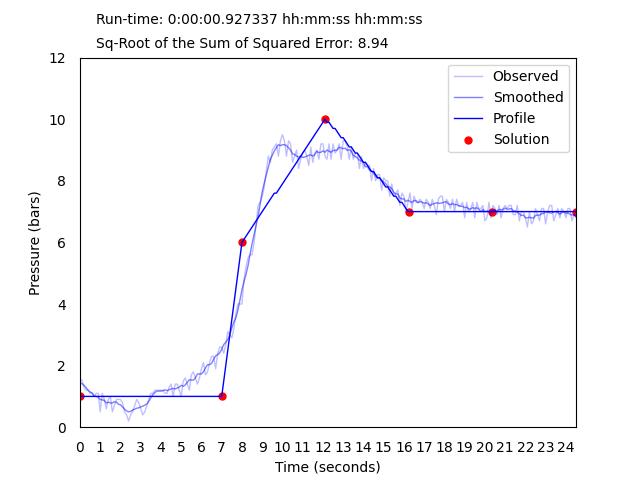 Run-time: 0:00:00.927337 hh:mm:ss hh:mm:ss
Sq-Root of the Sum of Squared Error: 8.94
12
10
8
6
4
2
0
Pressure (bars)
Observed
Smoothed
Profile
Solution
0 1 2 3 4 5 6 7 8 9 10 11 12 13 14 15 16 17 18 19 20 21 22 23 24
Time (seconds)